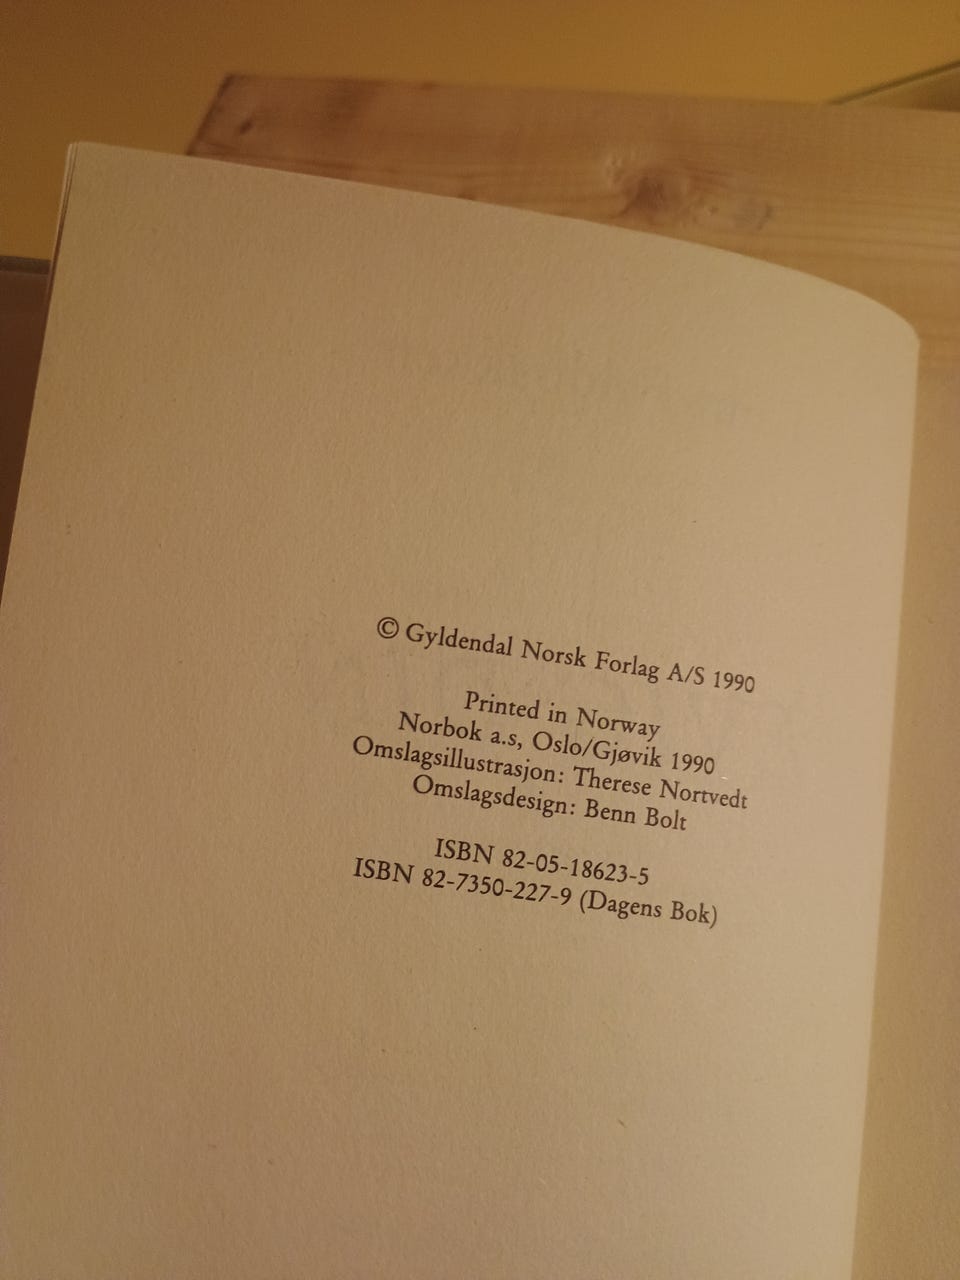 © Gyldendal Norsk Forlag A/S 1990
Printed in Norway
Norbok a.s, Oslo/Gjøvik 1990
Omslagsillustrasjon: Therese Nortvedt
Omslagsdesign: Benn Bolt
ISBN 82-05-18623-5
ISBN 82-7350-227-9 (Dagens Bok)